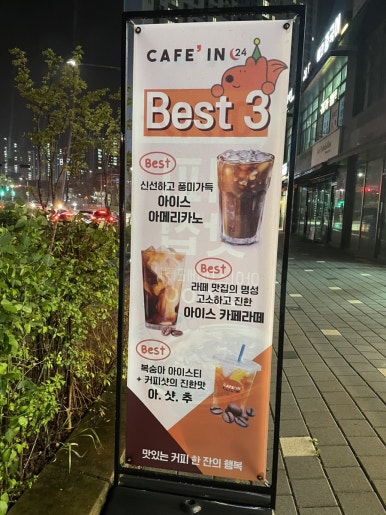 CAFE' IN 24
Best 3
Best
신선하고 풍미가득
아이스
아메리카노
Best
라떼 맛집의 명성
고소하고 진한
아이스 카페라떼
Best
복숭아 아이스티
+ 커피샷의 진한맛
아. 샷. 추
맛있는 커피 한 잔의 행복